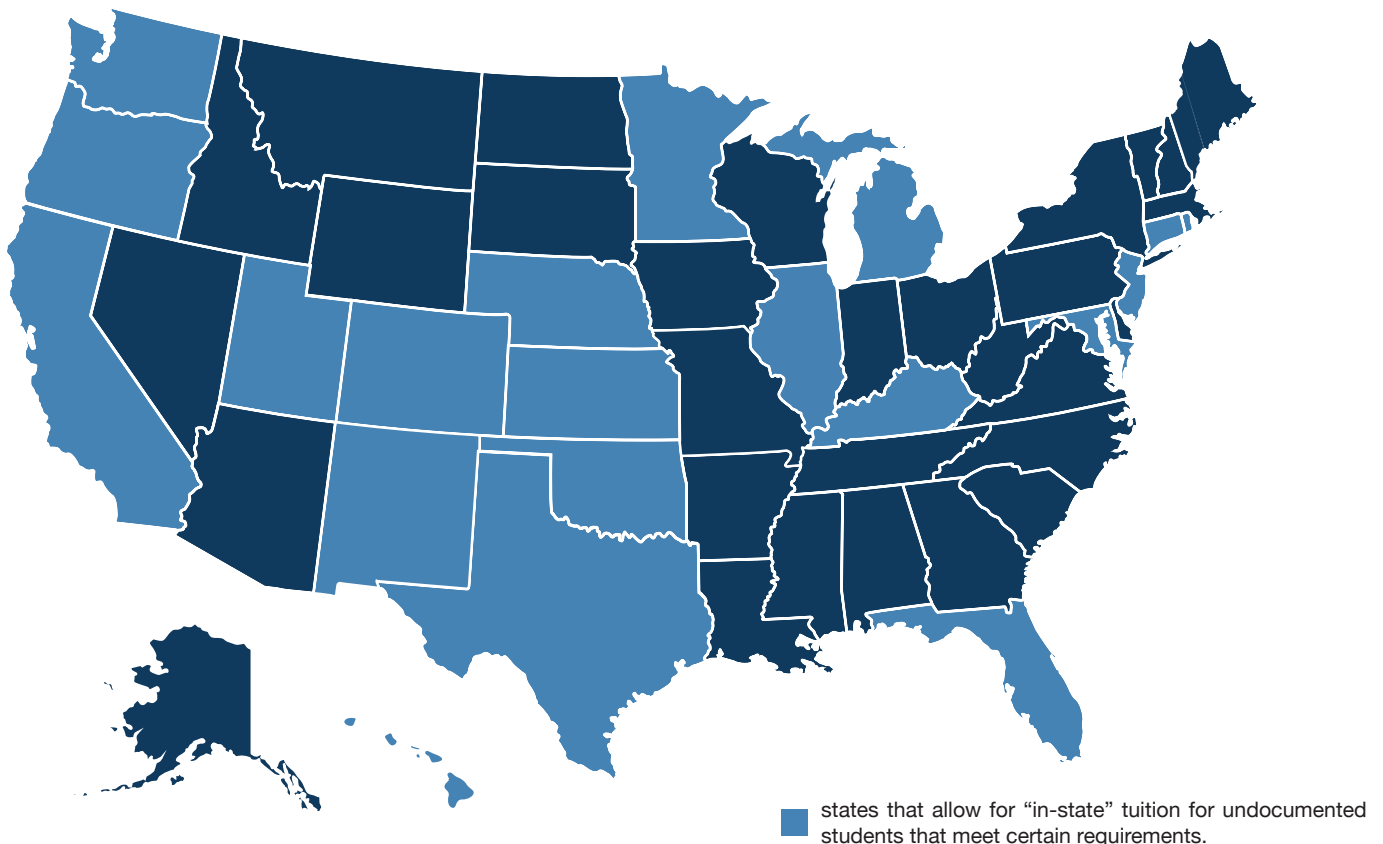 states that allow for “in-state” tuition for undocumented
students that meet certain requirements.